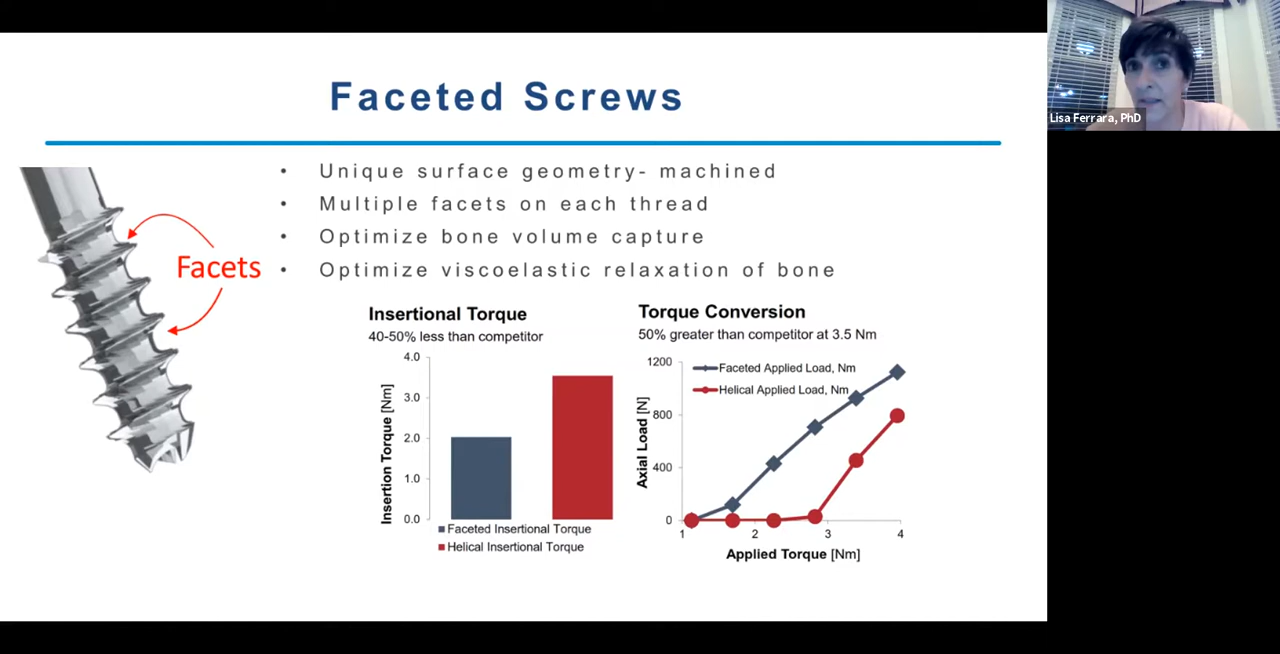 Faceted Screws
Lisa Ferrara, PhD
• Unique surface geometry- machined
• Multiple facets on each thread
• Optimize bone volume capture
• Optimize viscoelastic relaxation of bone
Facets
Insertional Torque
40-50% less than competitor
4.0
3.0
2.0
1.0
0.0
Insertion Torque [Nm]
Faceted Insertional Torque
Helical Insertional Torque
Torque Conversion
50% greater than competitor at 3.5 Nm
1200
800
400
0
Axial Load [N]
Faceted Applied Load, Nm
Helical Applied Load, Nm
1 2 3 4
Applied Torque [Nm]